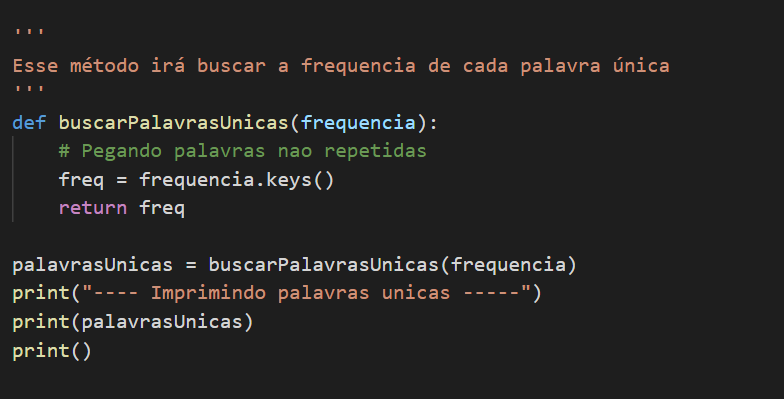 '''
Esse método irá buscar a frequencia de cada palavra única
'''
def buscarPalavrasUnicas(frequencia):
    # Pegando palavras nao repetidas
    freq = frequencia.keys()
    return freq

palavrasUnicas = buscarPalavrasUnicas(frequencia)
print("---- Imprimindo palavras unicas -----")
print(palavrasUnicas)
print()